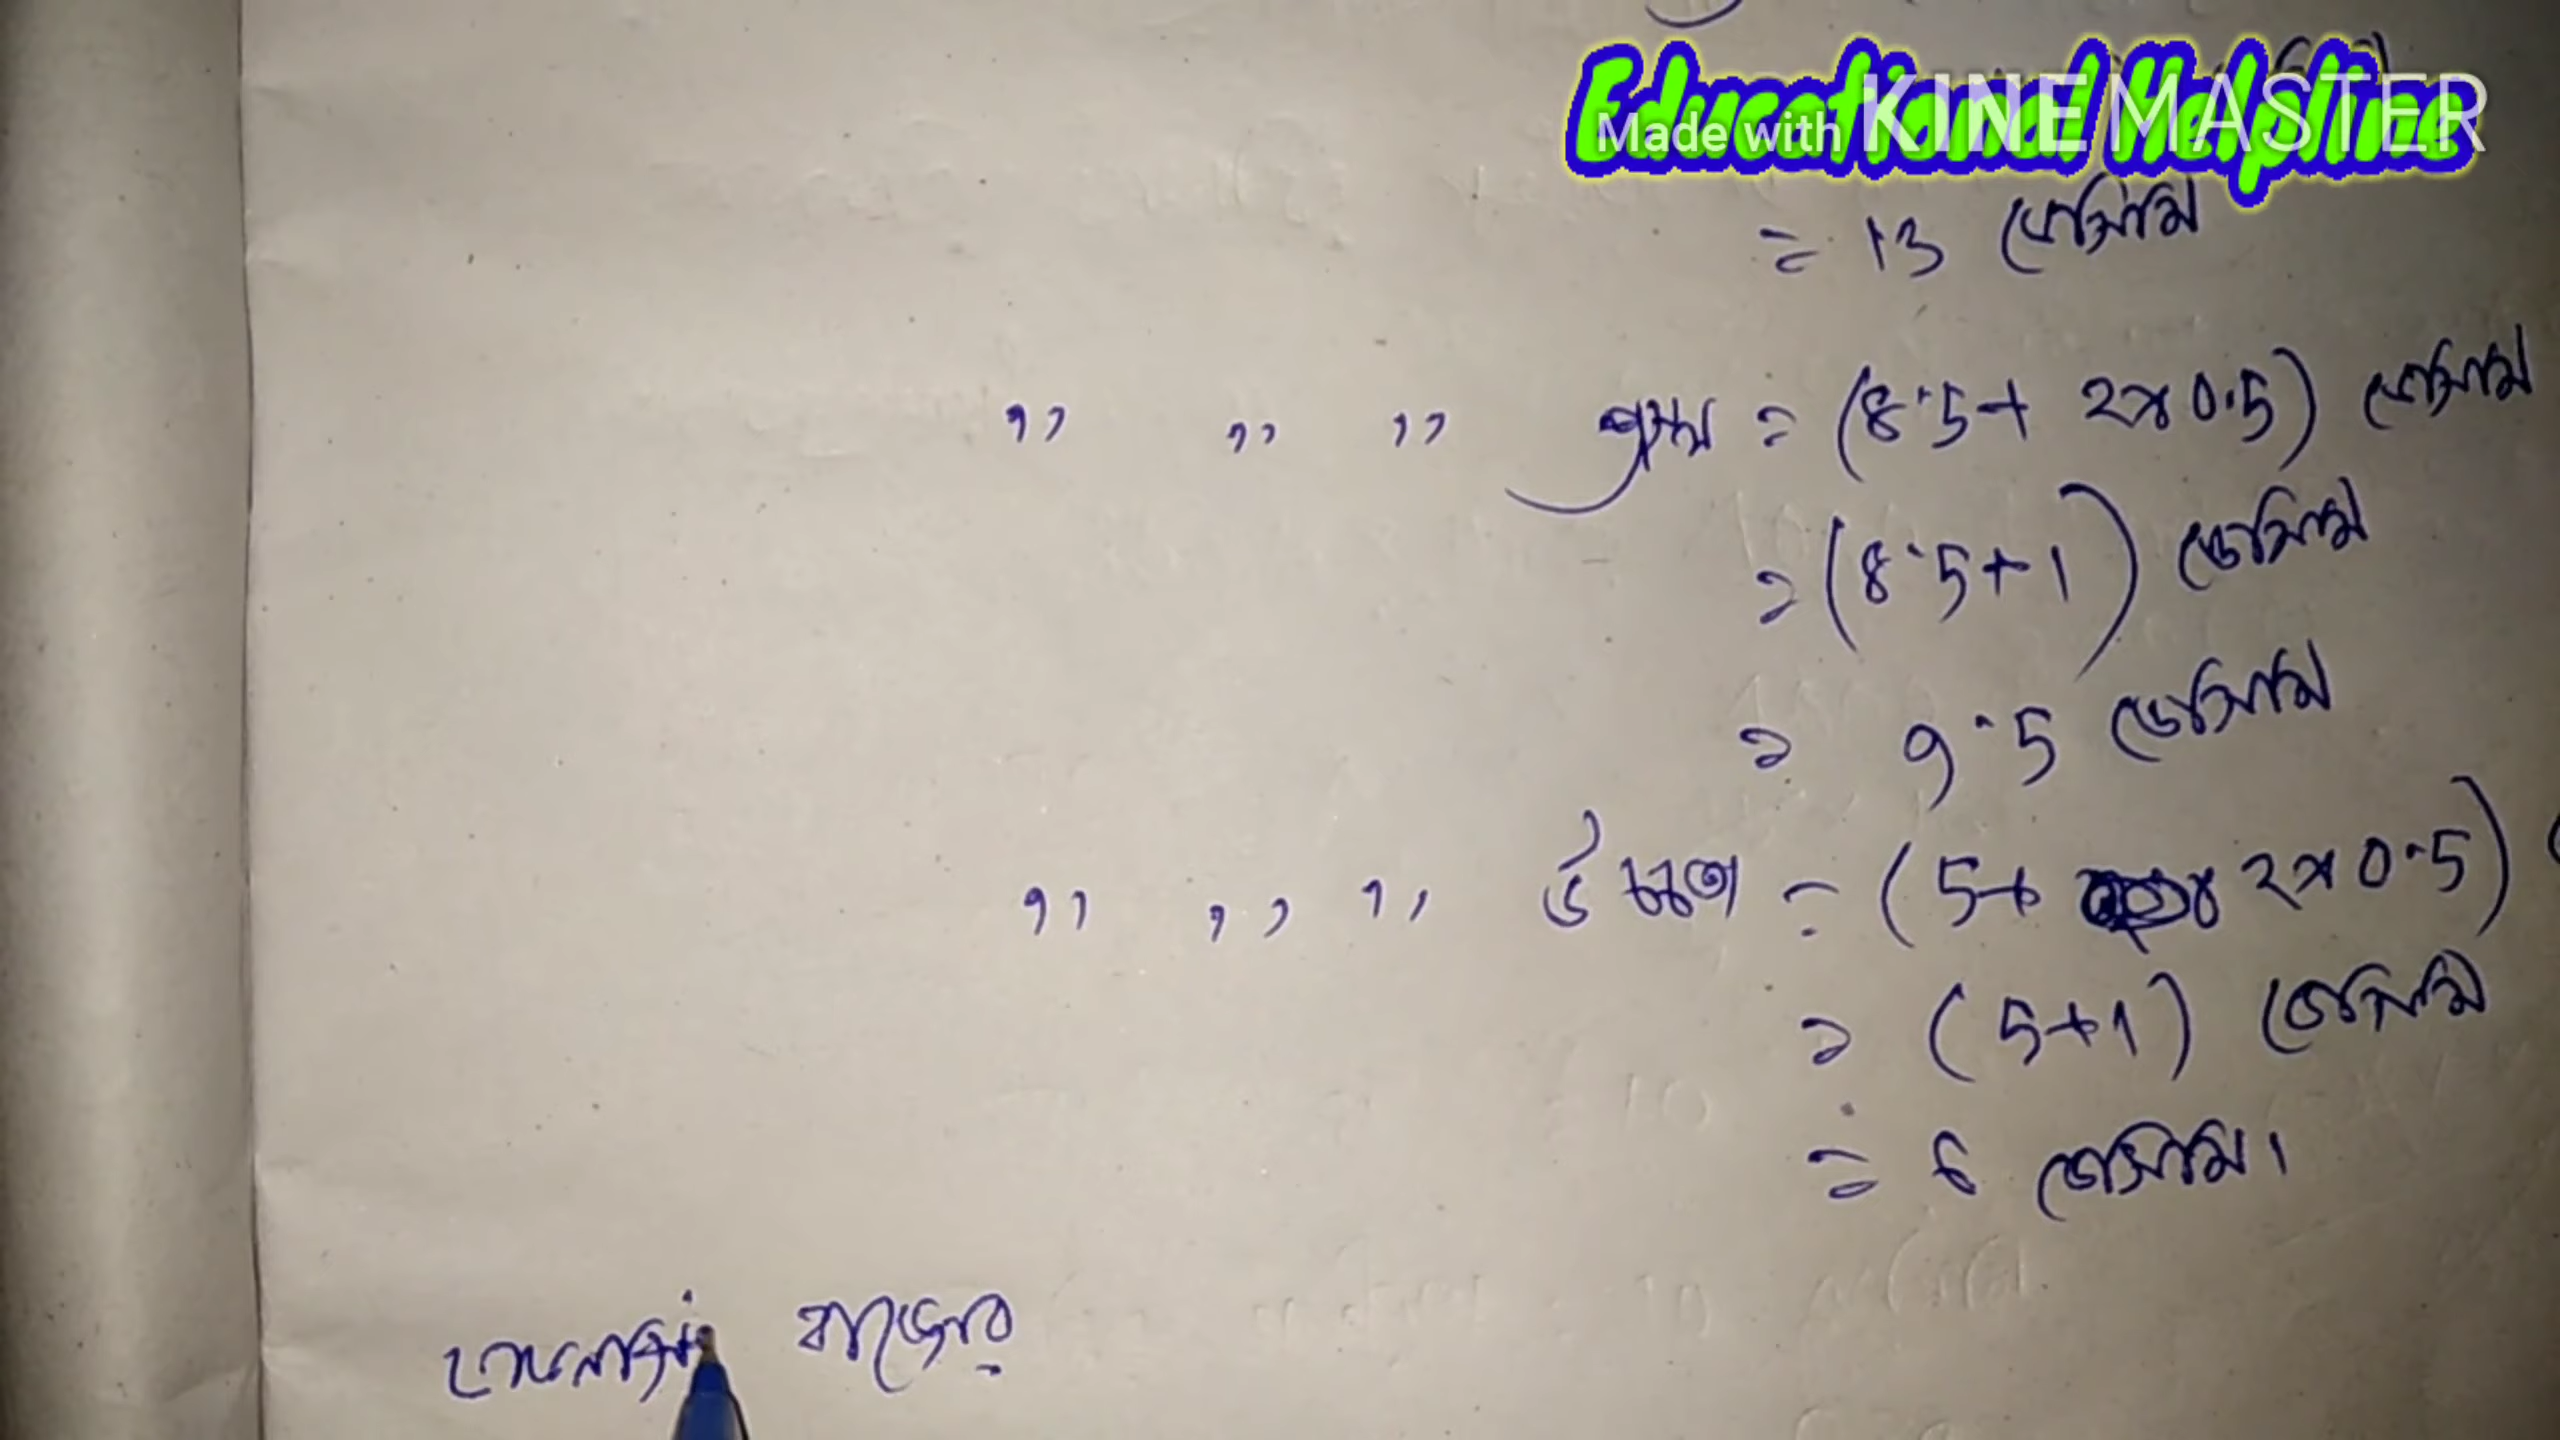 Educational Helpline
Made with KINEMASTER
= 13 ডেসিমি
,, ,, ,, প্রস্থ = (8·5 + 2×0·5) ডেসিমি
= (8·5+1) ডেসিমি
= 9·5 ডেসিমি
,, ,, ,, উচ্চতা = (5+ 2×0·5)
= (5+1) ডেসিমি
= 6 ডেসিমি।
বাক্সের